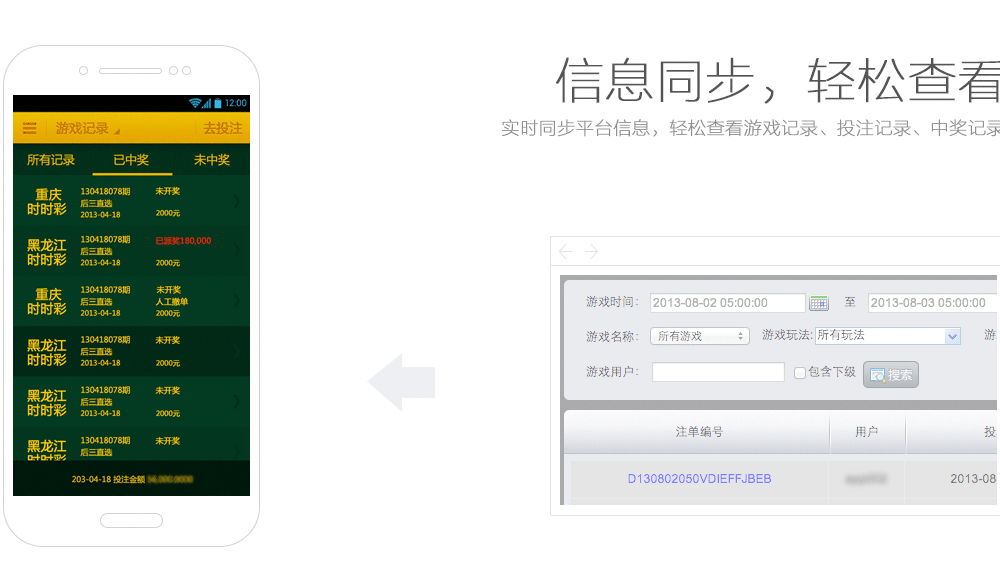 信息同步，轻松查看
实时同步平台信息，轻松查看游戏记录、投注记录、中奖记录
12:00
游戏记录
去投注
所有记录 已中奖 未中奖
重庆
时时彩
130418078期 未开奖
后三直选
2013-04-18 2000元
黑龙江
时时彩
130418078期 已派奖180,000
后三直选
2013-04-18 2000元
重庆
时时彩
130418078期 未开奖
后三直选 人工撤单
2013-04-18 2000元
黑龙江
时时彩
130418078期 未开奖
后三直选
2013-04-18 2000元
黑龙江
时时彩
130418078期 未开奖
后三直选
2013-04-18 2000元
黑龙江
时时彩
130418078期 未开奖
后三直选
203-04-18 投注金额
游戏时间： 2013-08-02 05:00:00 至 2013-08-03 05:00:00
游戏名称： 所有游戏 游戏玩法: 所有玩法 游
游戏用户： 包含下级 搜索
注单编号 用户 投
D130802050VDIEFFJBEB 2013-08